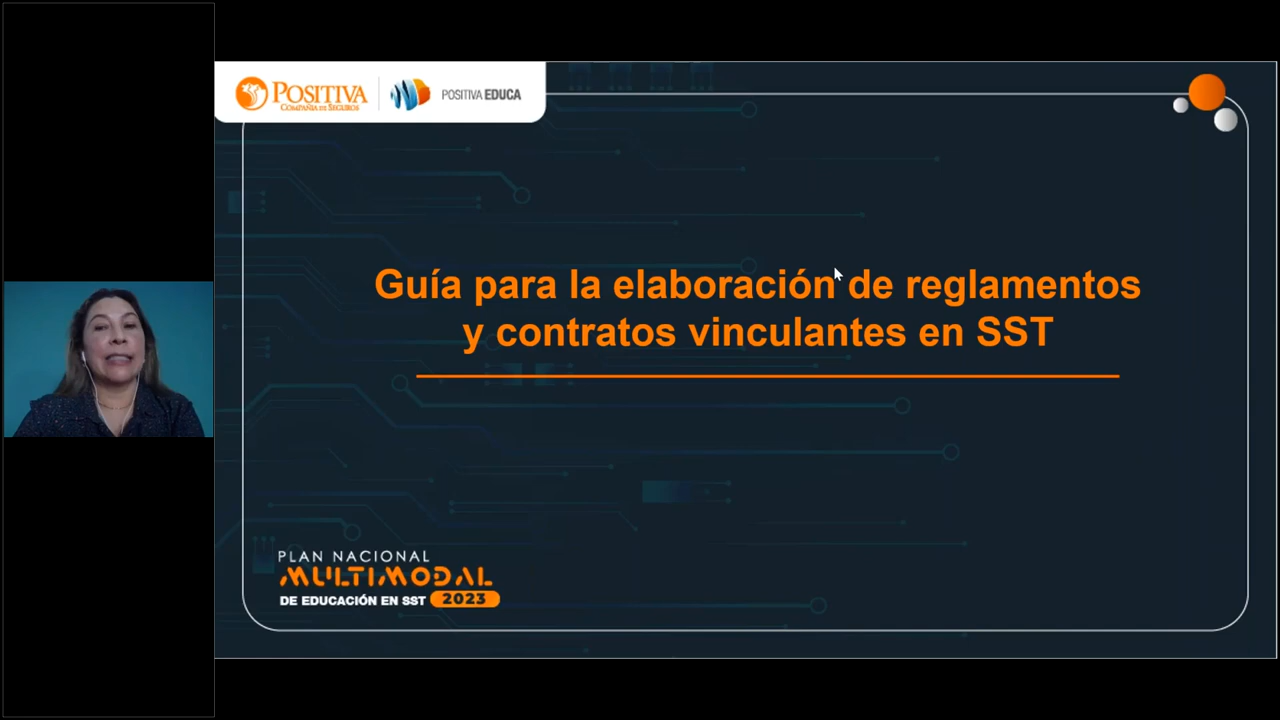 POSITIVA
COMPAÑÍA DE SEGUROS
POSITIVA EDUCA
Guía para la elaboración de reglamentos
y contratos vinculantes en SST
PLAN NACIONAL
MULTIMODAL
DE EDUCACIÓN EN SST 2023